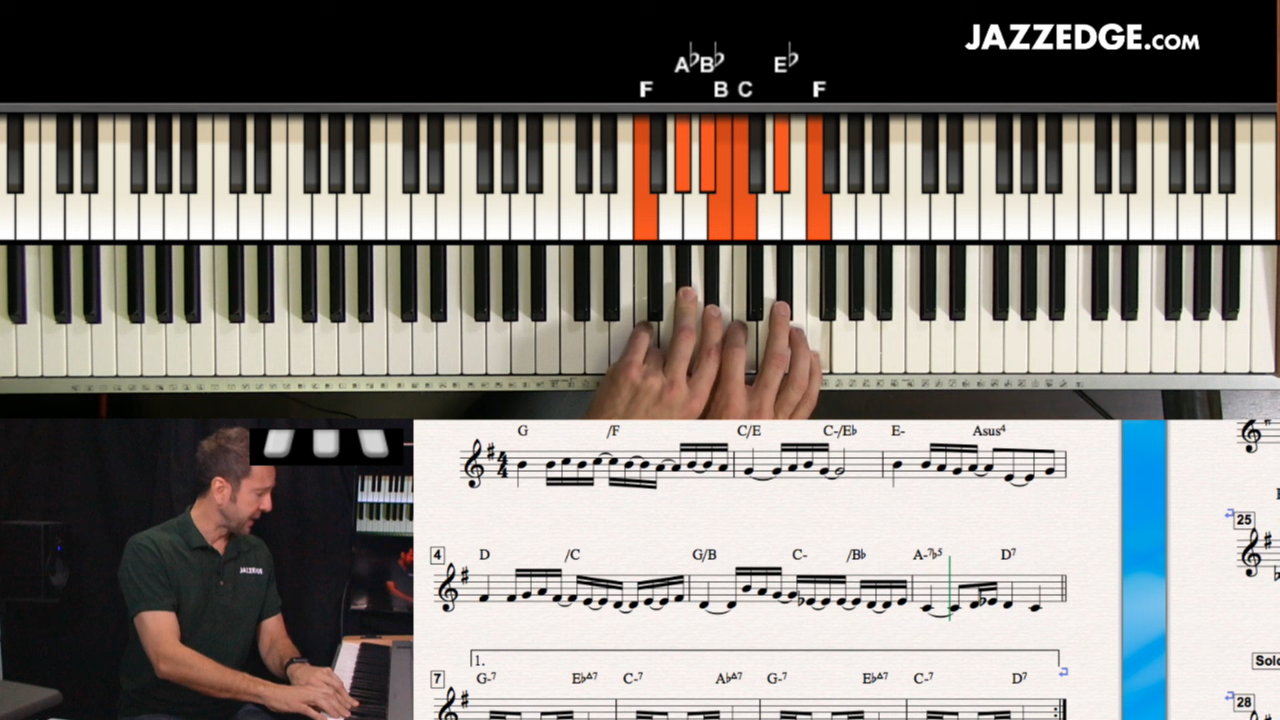 JAZZEDGE.COM
A♭ B♭ E♭
F B C F
G /F C/E C-/E♭ E- Asus4
25
4 D /C G/B C- /B♭ A-7♭5 D7
JAZZEDGE
1.
Solo
7 G-7 E♭Δ7 C-7 A♭Δ7 G-7 E♭Δ7 C-7 D7
28